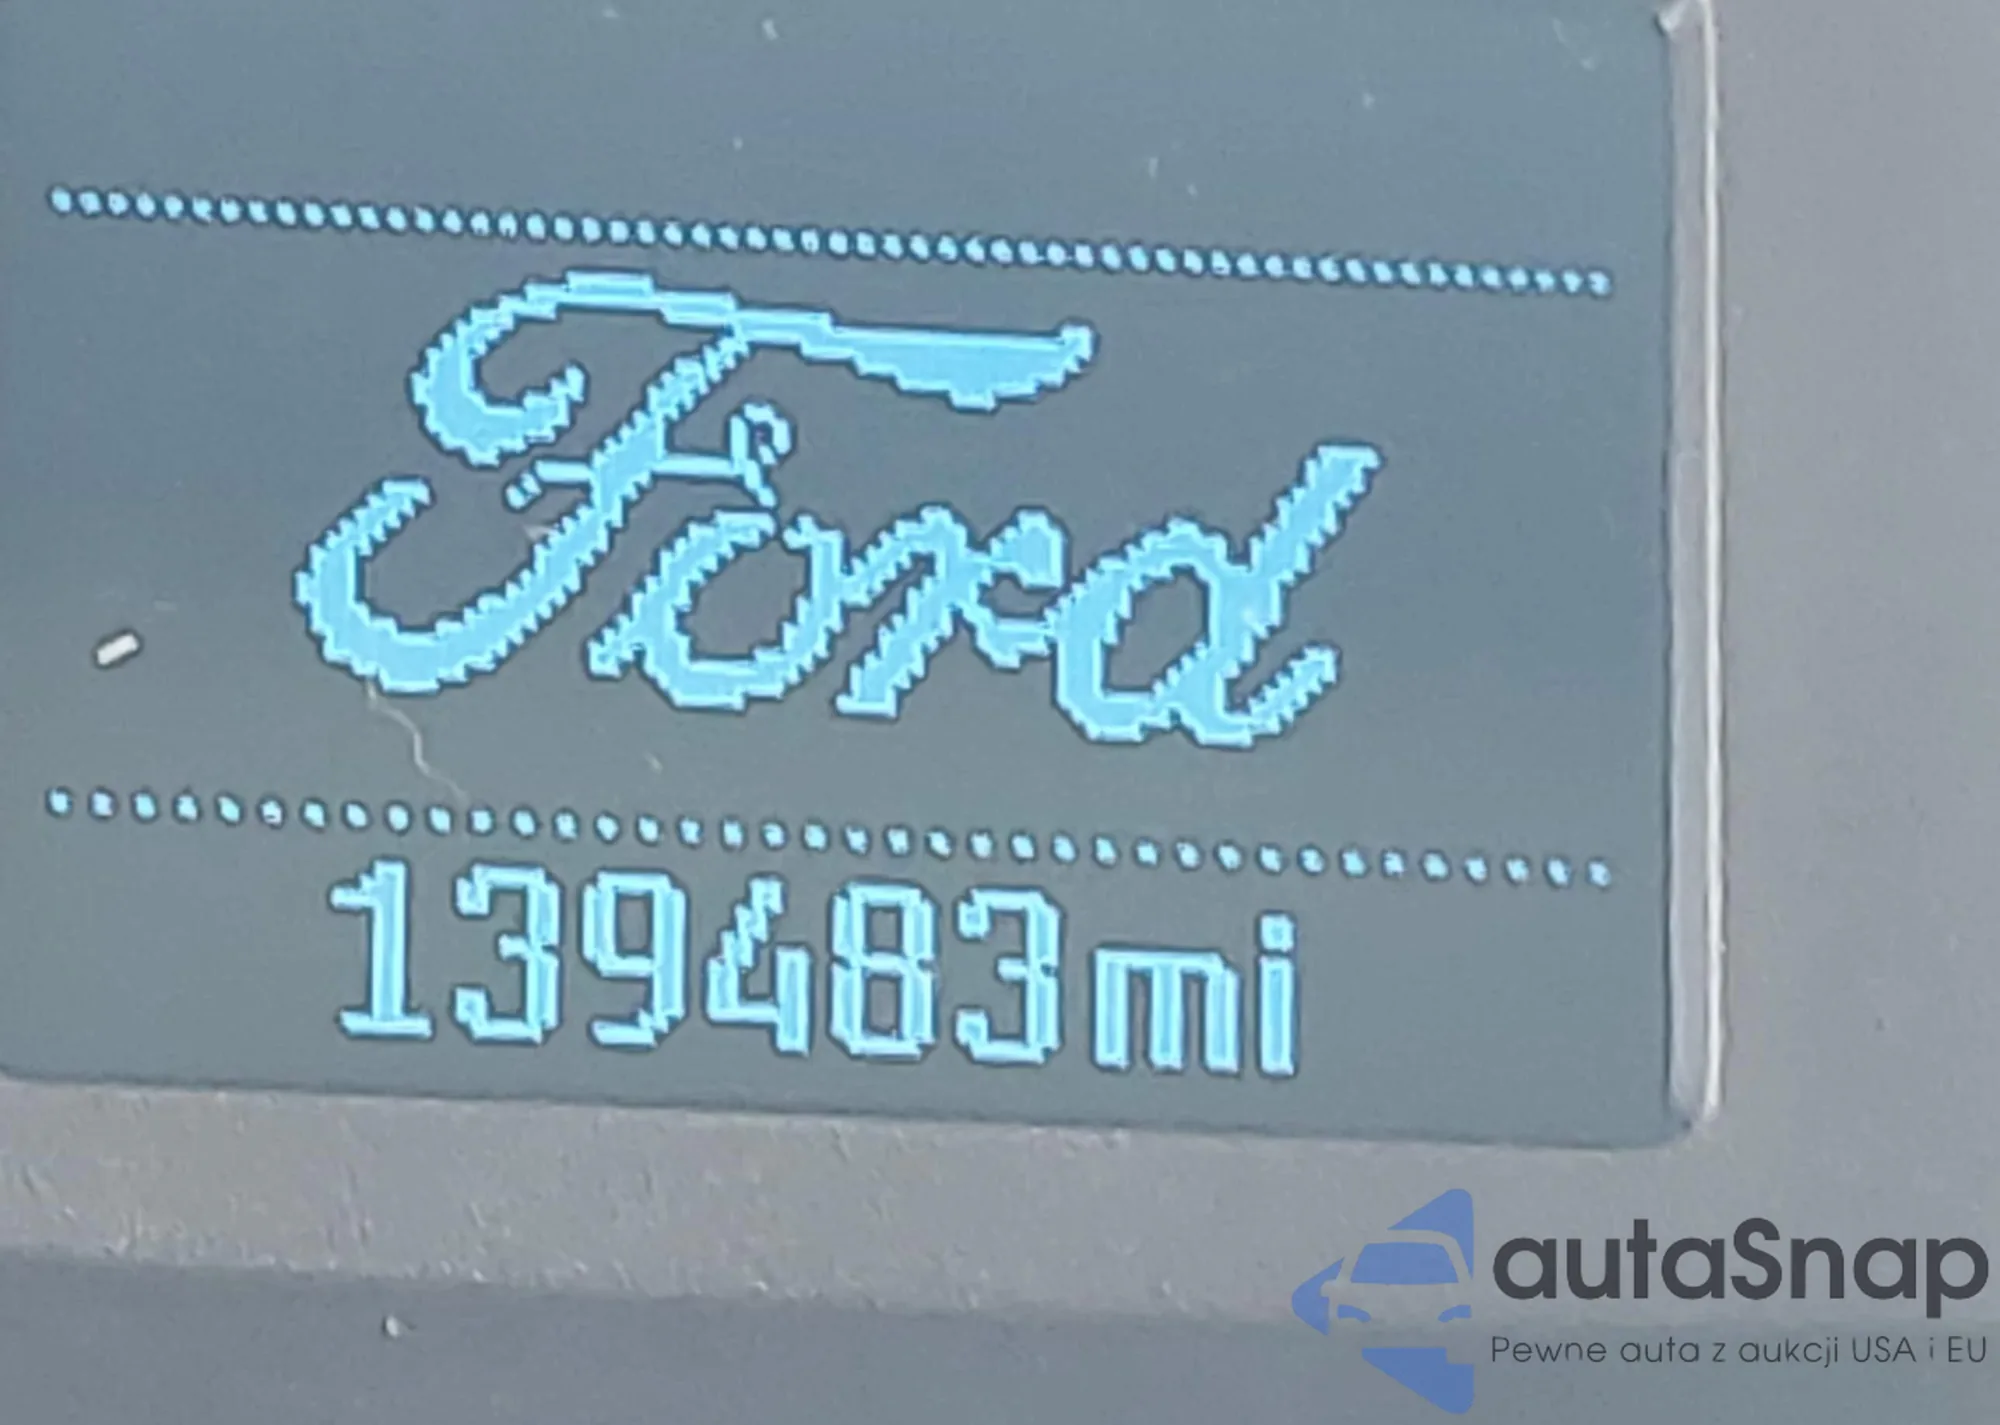 Ford
139483mi
autaSnap
Pewne auta z aukcji USA i EU